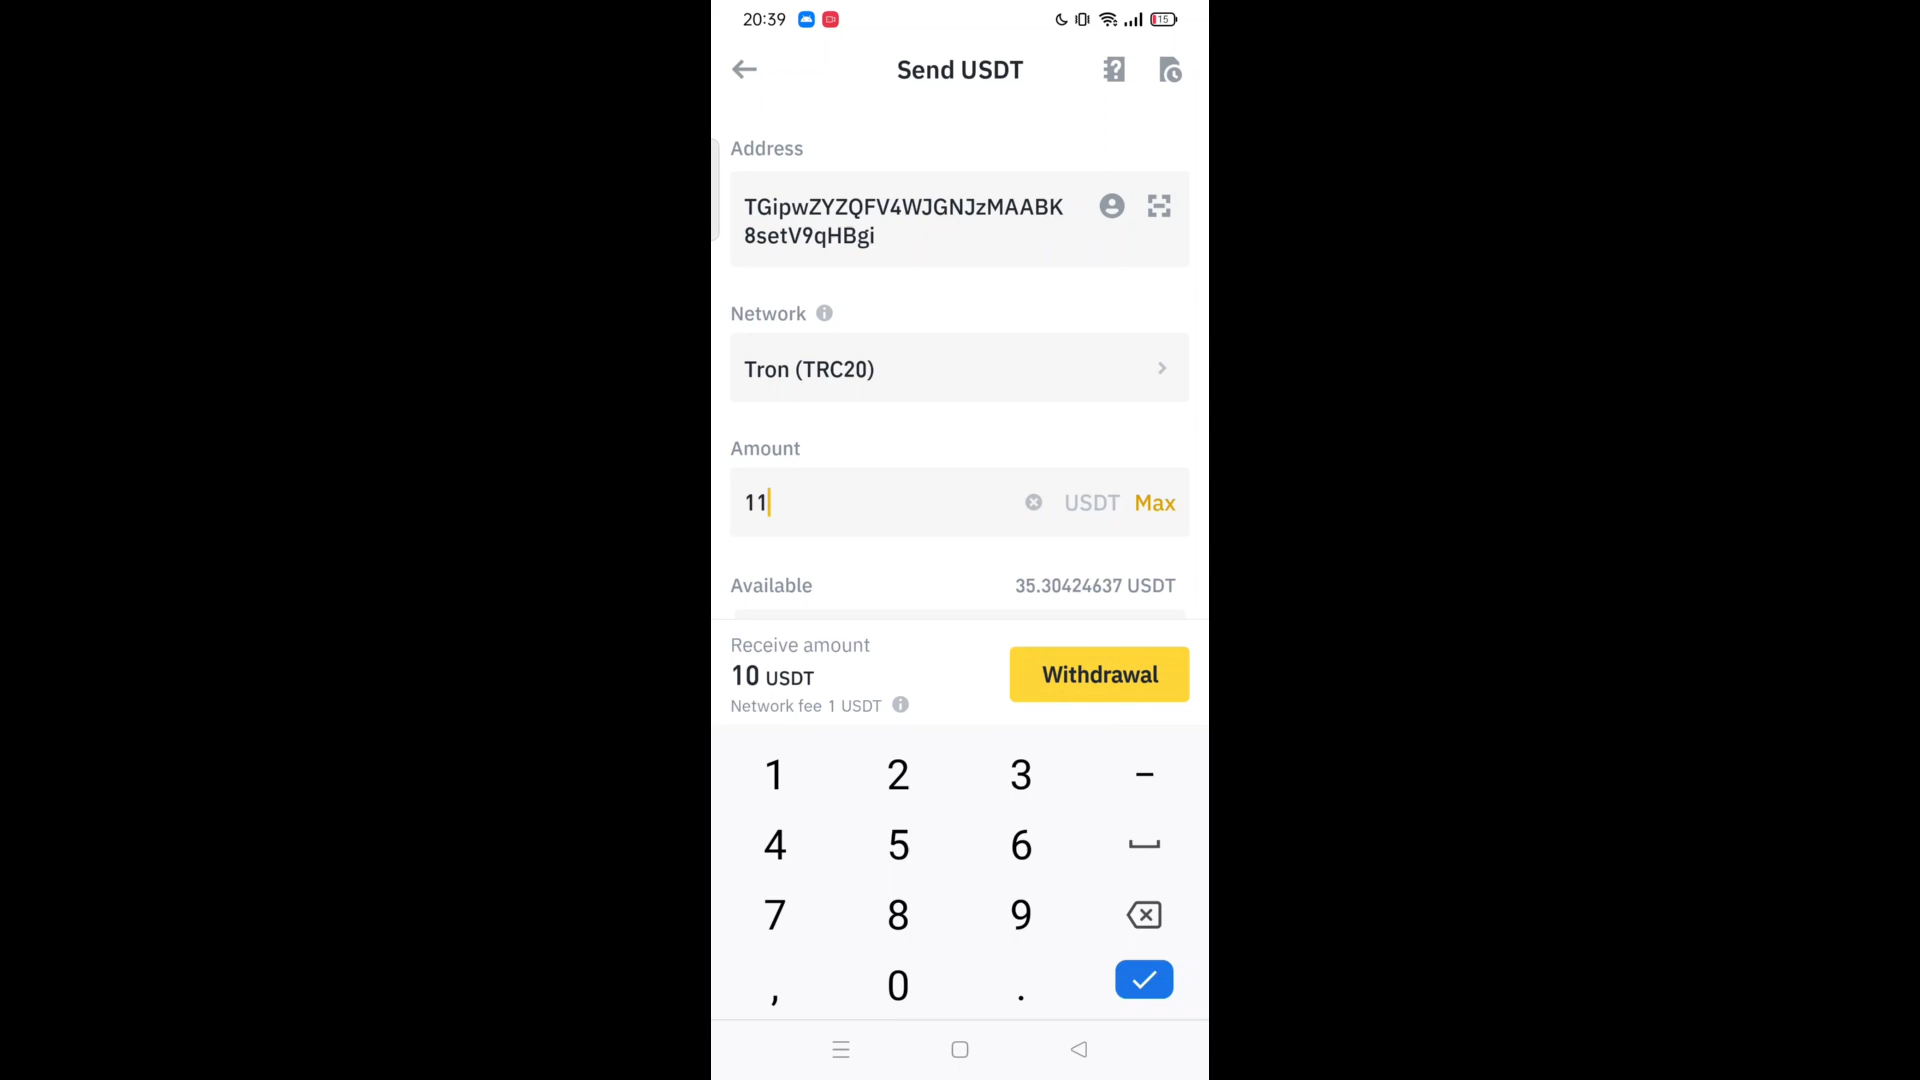 20:39
15
Send USDT
Address
TGipwZYZQFV4WJGNJzMAABK
8setV9qHBgi
Network
Tron (TRC20)
Amount
11 USDT Max
Available 35.30424637 USDT
Receive amount
10 USDT
Network fee 1 USDT
Withdrawal
1 2 3 -
4 5 6
7 8 9
, 0 .